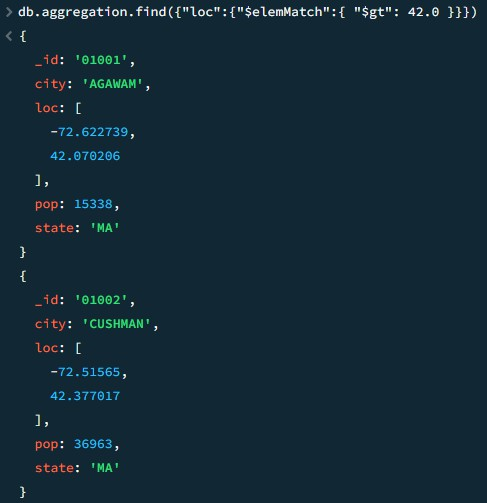 > db.aggregation.find({"loc":{"$elemMatch":{ "$gt": 42.0 }}})
< {
_id: '01001',
city: 'AGAWAM',
loc: [
-72.622739,
42.070206
],
pop: 15338,
state: 'MA'
}
{
_id: '01002',
city: 'CUSHMAN',
loc: [
-72.51565,
42.377017
],
pop: 36963,
state: 'MA'
}